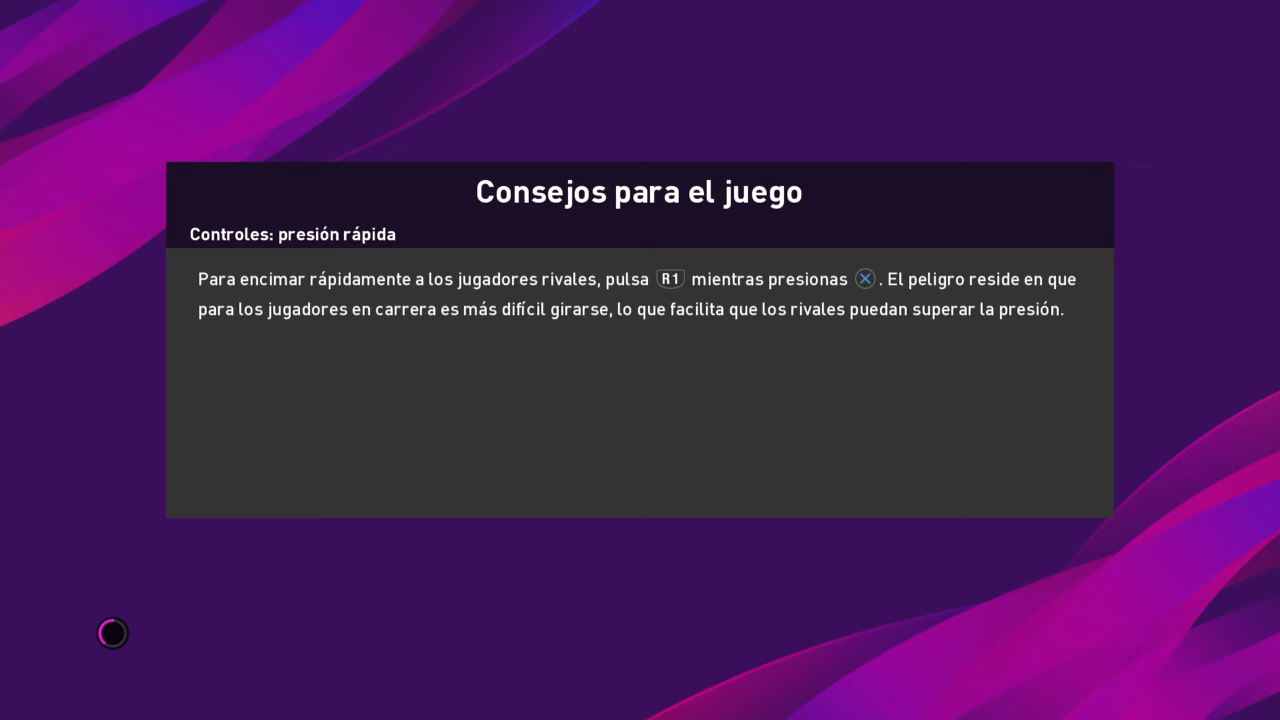 Consejos para el juego
Controles: presión rápida
Para encimar rápidamente a los jugadores rivales, pulsa R1 mientras presionas ✕. El peligro reside en que
para los jugadores en carrera es más difícil girarse, lo que facilita que los rivales puedan superar la presión.